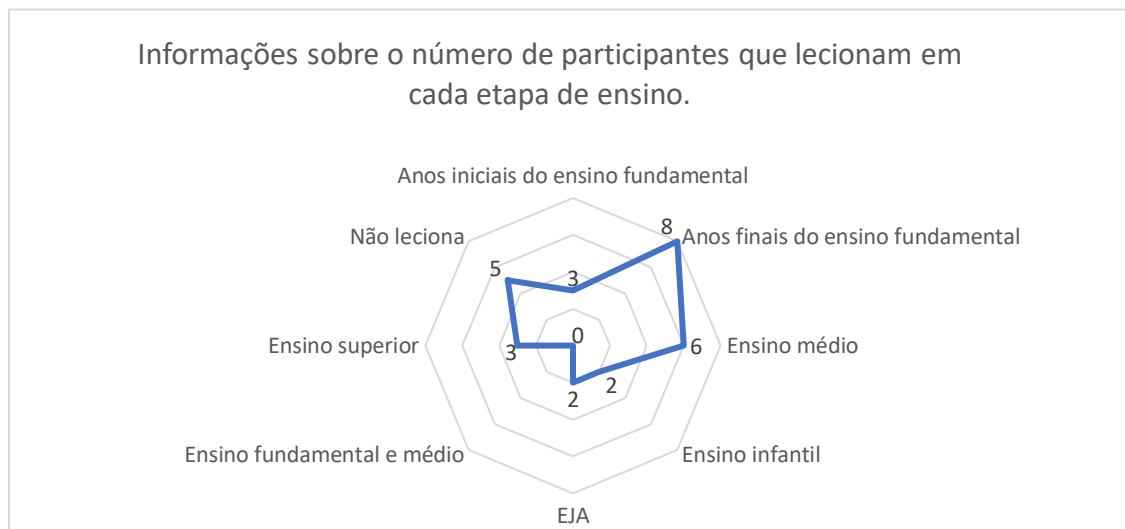 Informações sobre o número de participantes que lecionam em
cada etapa de ensino.
Anos iniciais do ensino fundamental
Não leciona
8
Anos finais do ensino fundamental
5
3
0
Ensino superior
3
6
Ensino médio
2
2
Ensino fundamental e médio
Ensino infantil
EJA